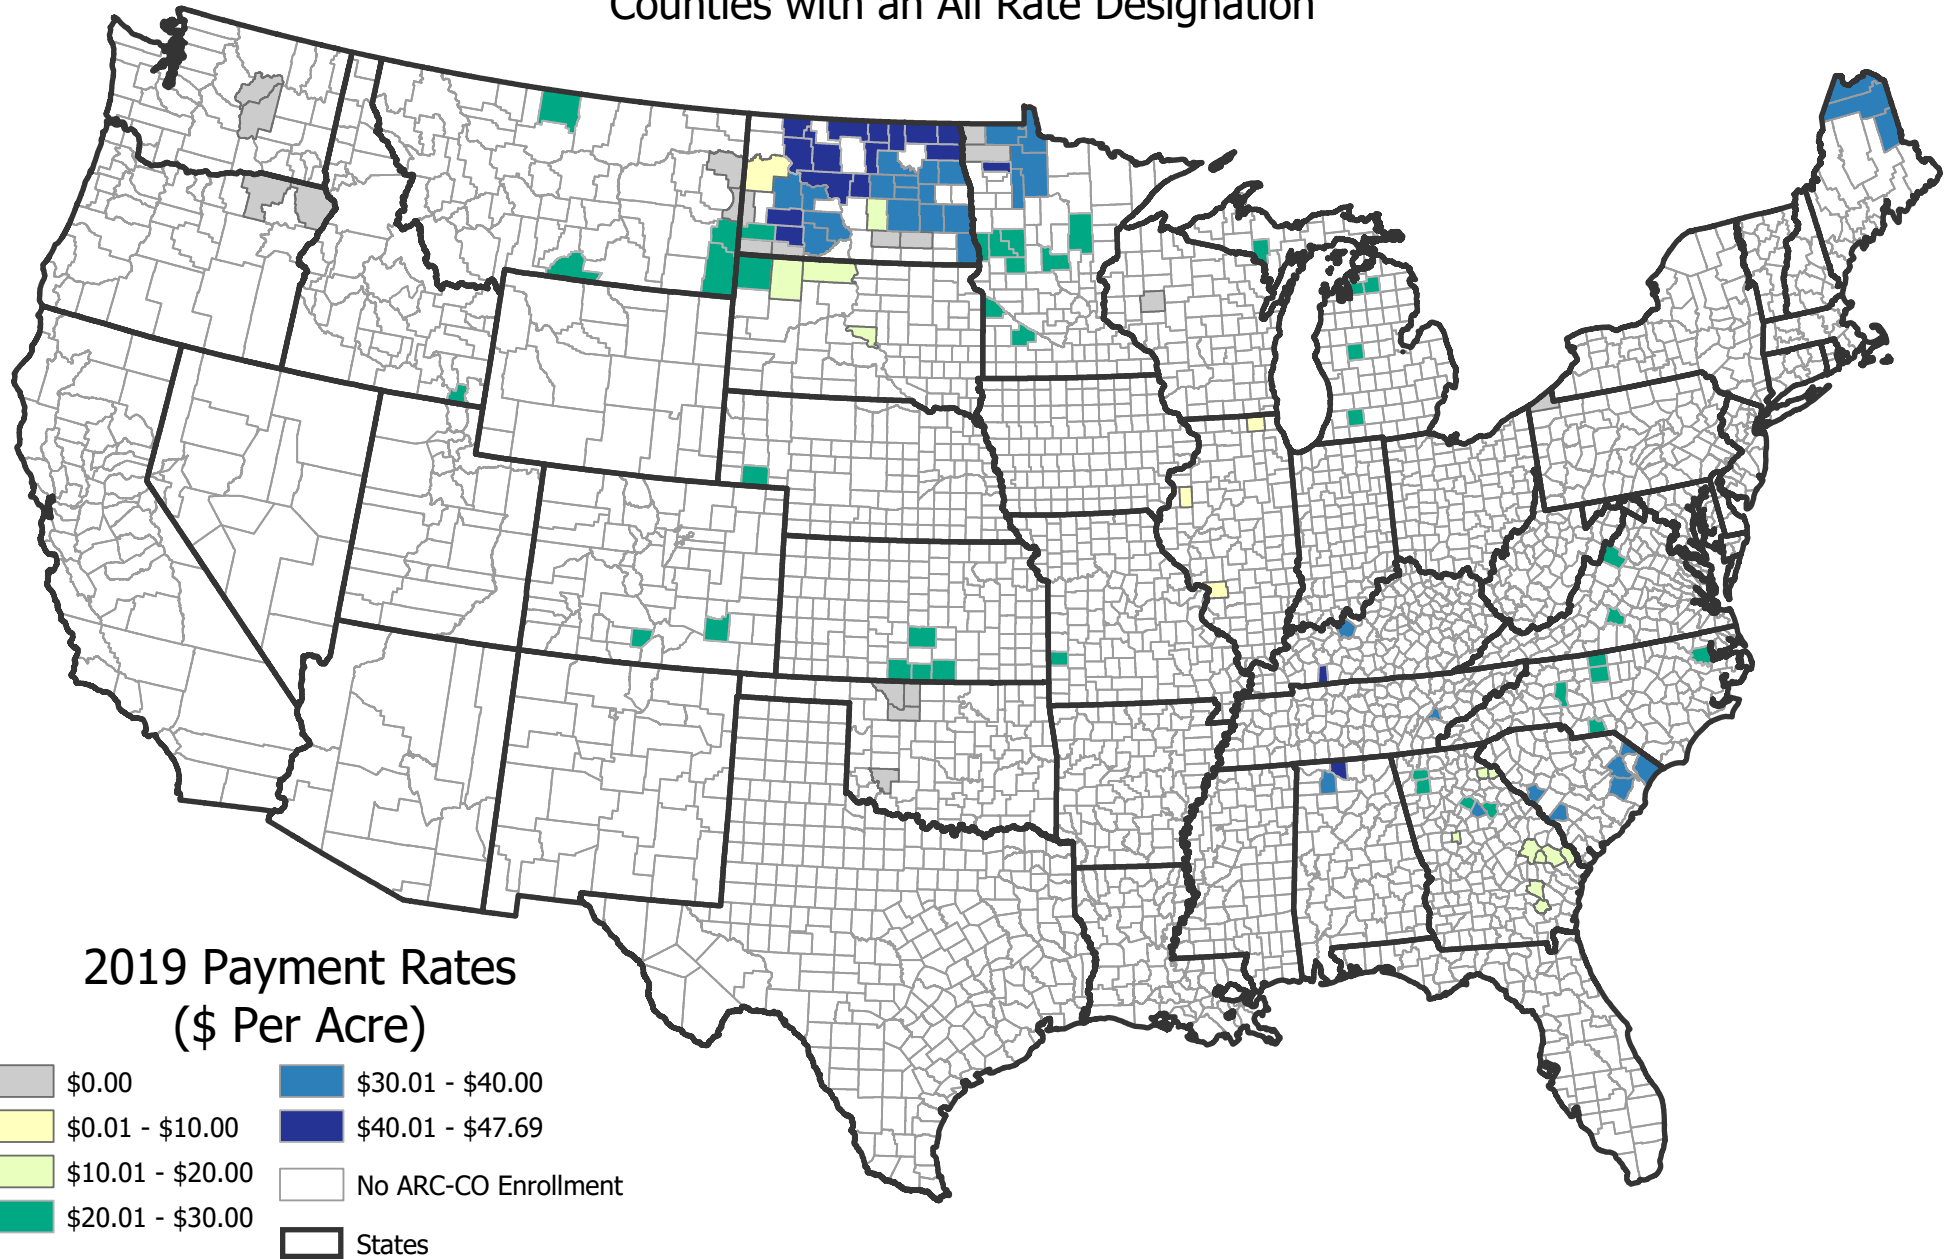 Counties with an All Rate Designation
2019 Payment Rates
($ Per Acre)
$0.00
$0.01 - $10.00
$10.01 - $20.00
$20.01 - $30.00
$30.01 - $40.00
$40.01 - $47.69
No ARC-CO Enrollment
States